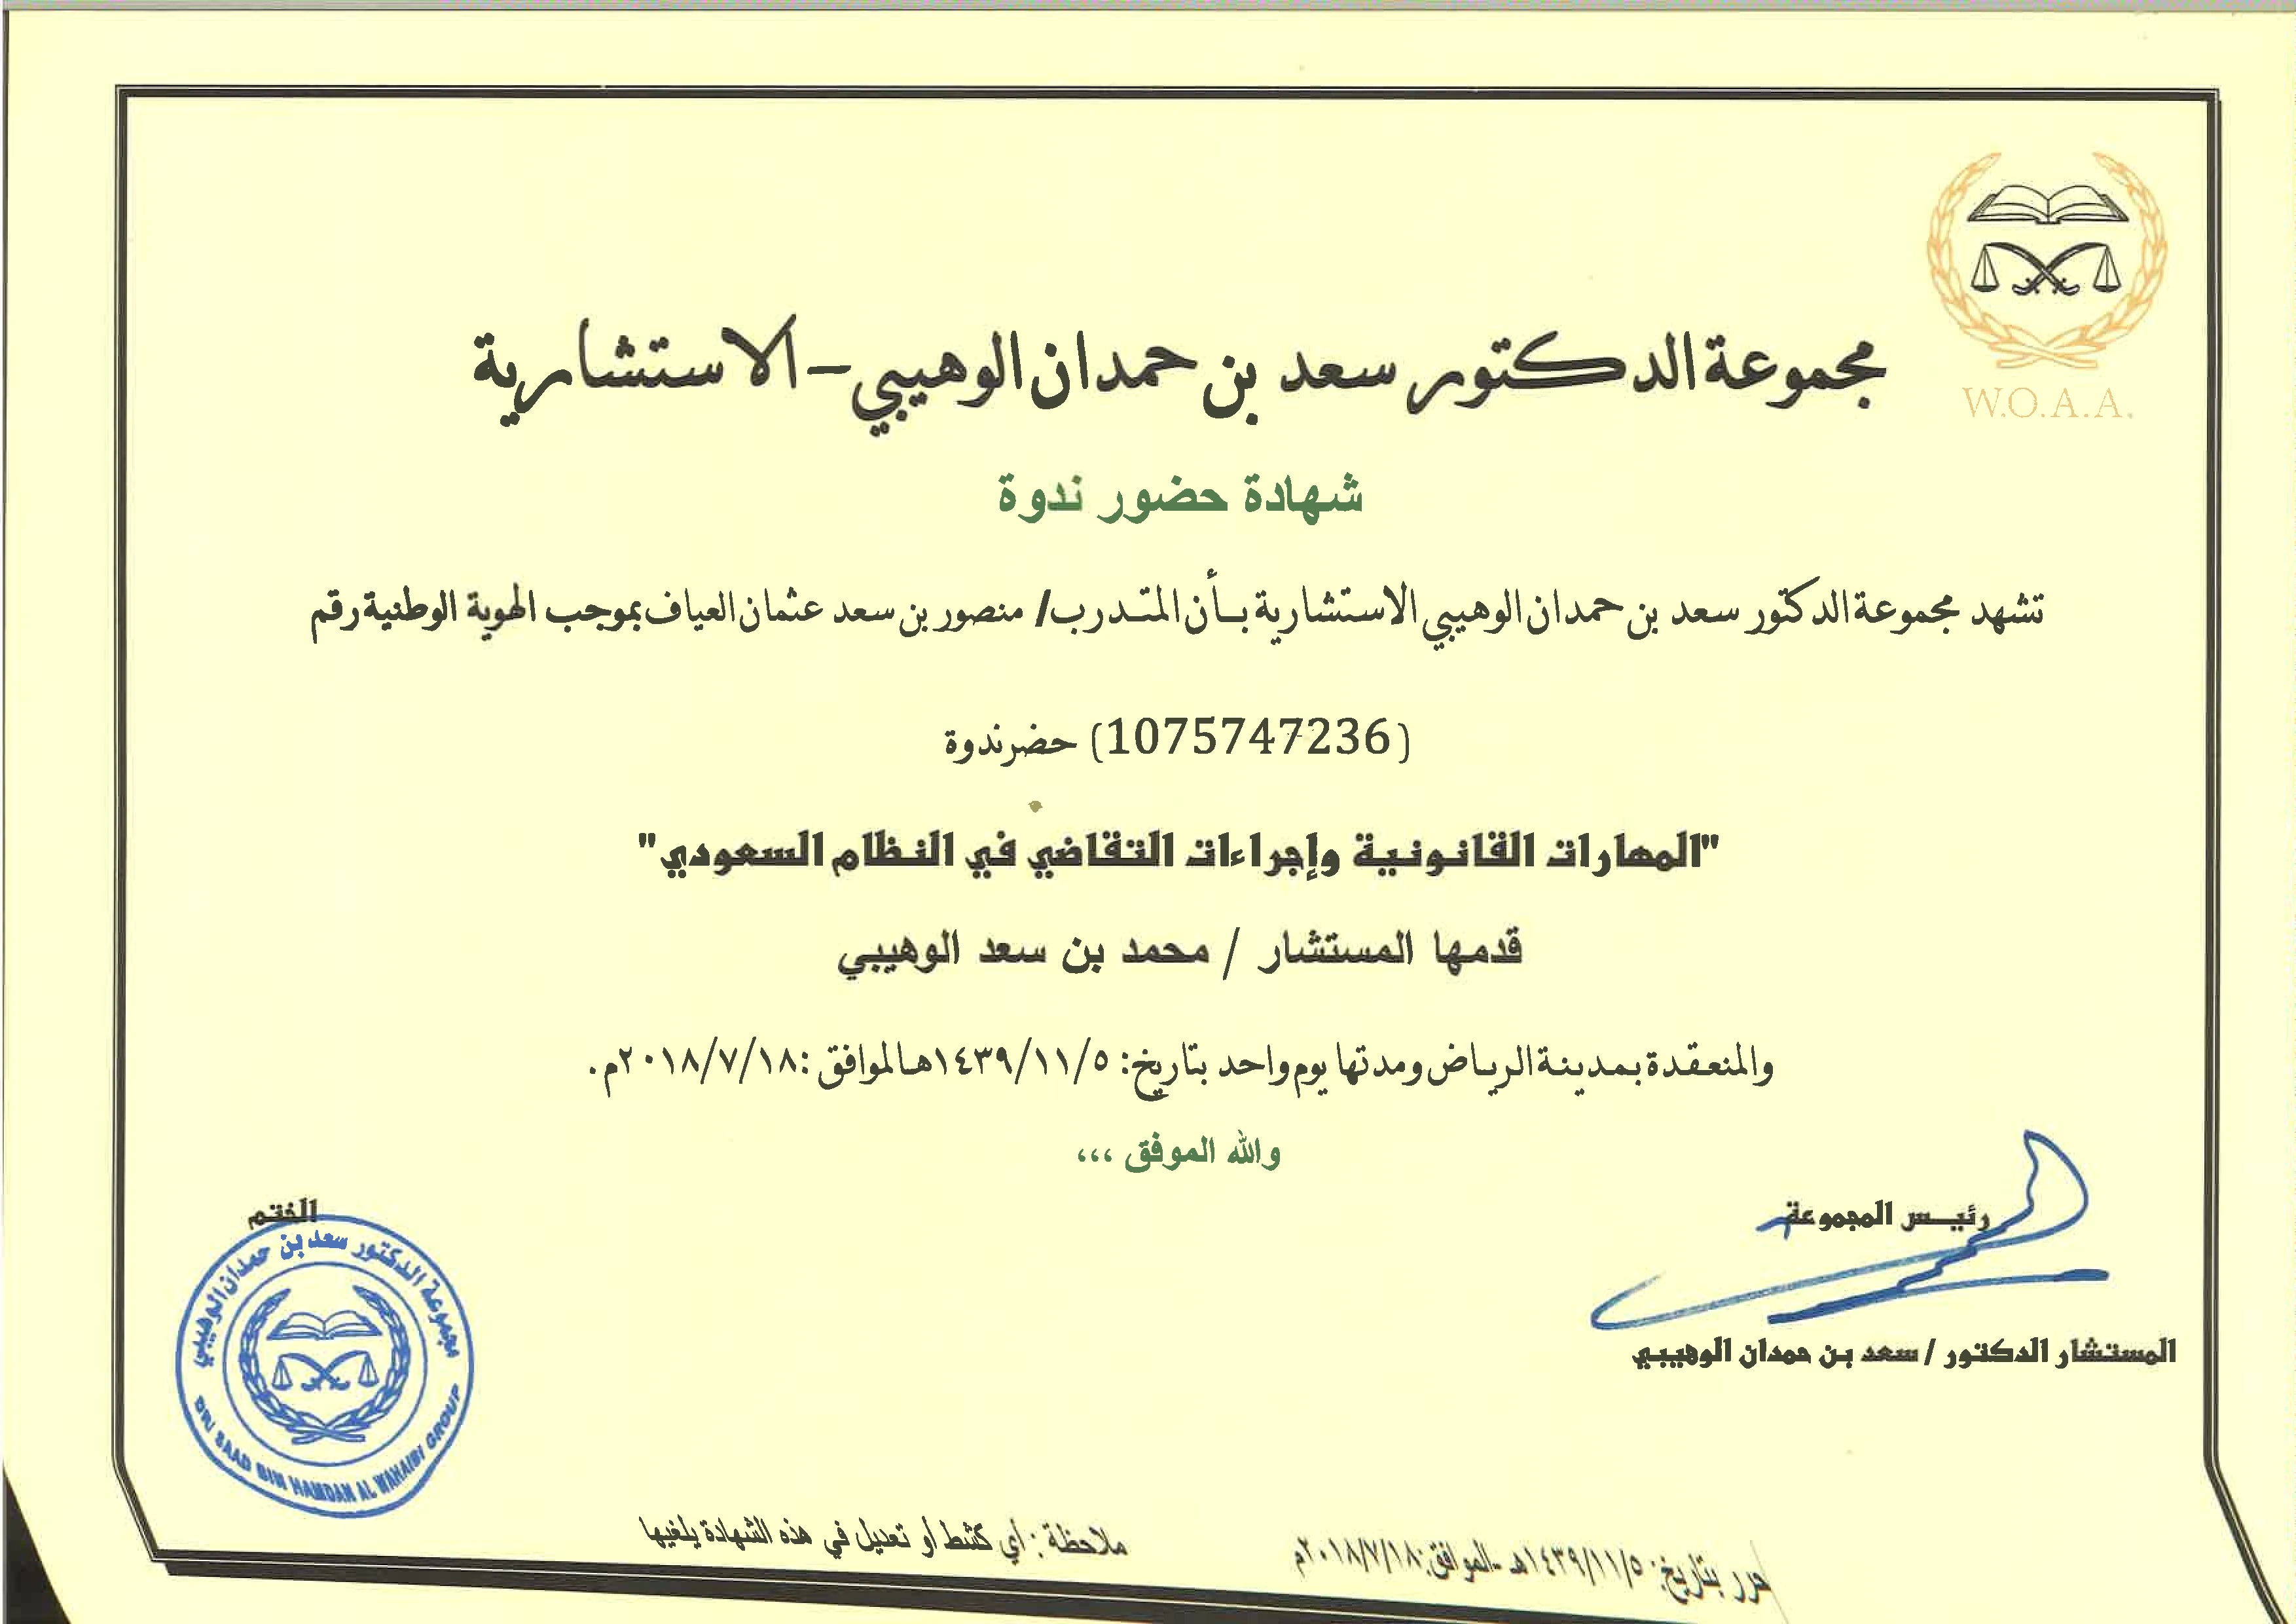 W.O.A.A.
مجموعة الدكتور سعد بن حمدان الوهيبي - الاستشارية
شهادة حضور ندوة
تشهد مجموعة الدكتور سعد بن حمدان الوهيبي الاستشارية بأن المتدرب/ منصور بن سعد عثمان العياف بموجب الهوية الوطنية رقم
(1075747236) حضر ندوة
"المهارات القانونية وإجراءات التقاضي في النظام السعودي"
قدمها المستشار / محمد بن سعد الوهيبي
والمنعقدة بمدينة الرياض ومدتها يوم واحد بتاريخ: ١٤٣٩/١١/٥هـ الموافق :٢٠١٨/٧/١٨م.
والله الموفق ،،،
رئيس المجموعة
الختم
المستشار الدكتور / سعد بن حمدان الوهيبي
مجموعة الدكتور سعد بن حمدان الوهيبي
DR/ SAAD BIN HAMDAN AL WAHAIBI GROUP
حرر بتاريخ: ١٤٣٩/١١/٥هـ -الموافق:٢٠١٨/٧/١٨م
ملاحظة : أي كشط أو تعديل في هذه الشهادة يلغيها